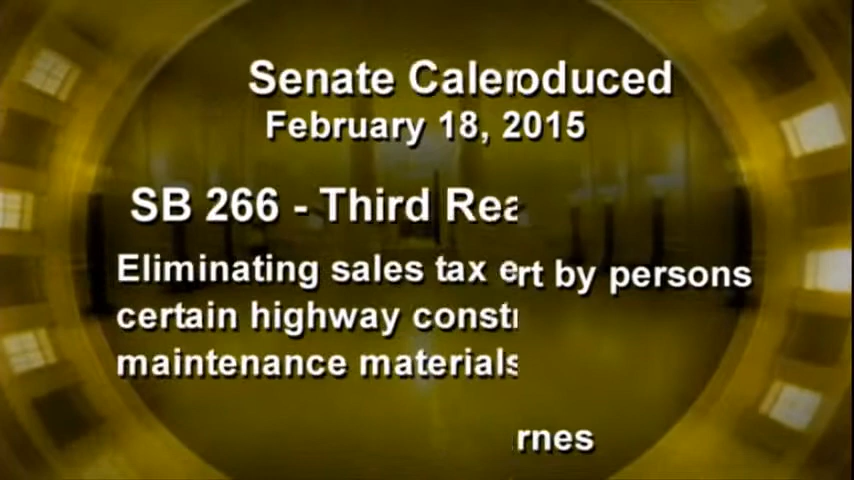 Senate Caleroduced
February 18, 2015
SB 266 - Third Rea
Eliminating sales tax ert by persons
certain highway const
maintenance materials
rnes